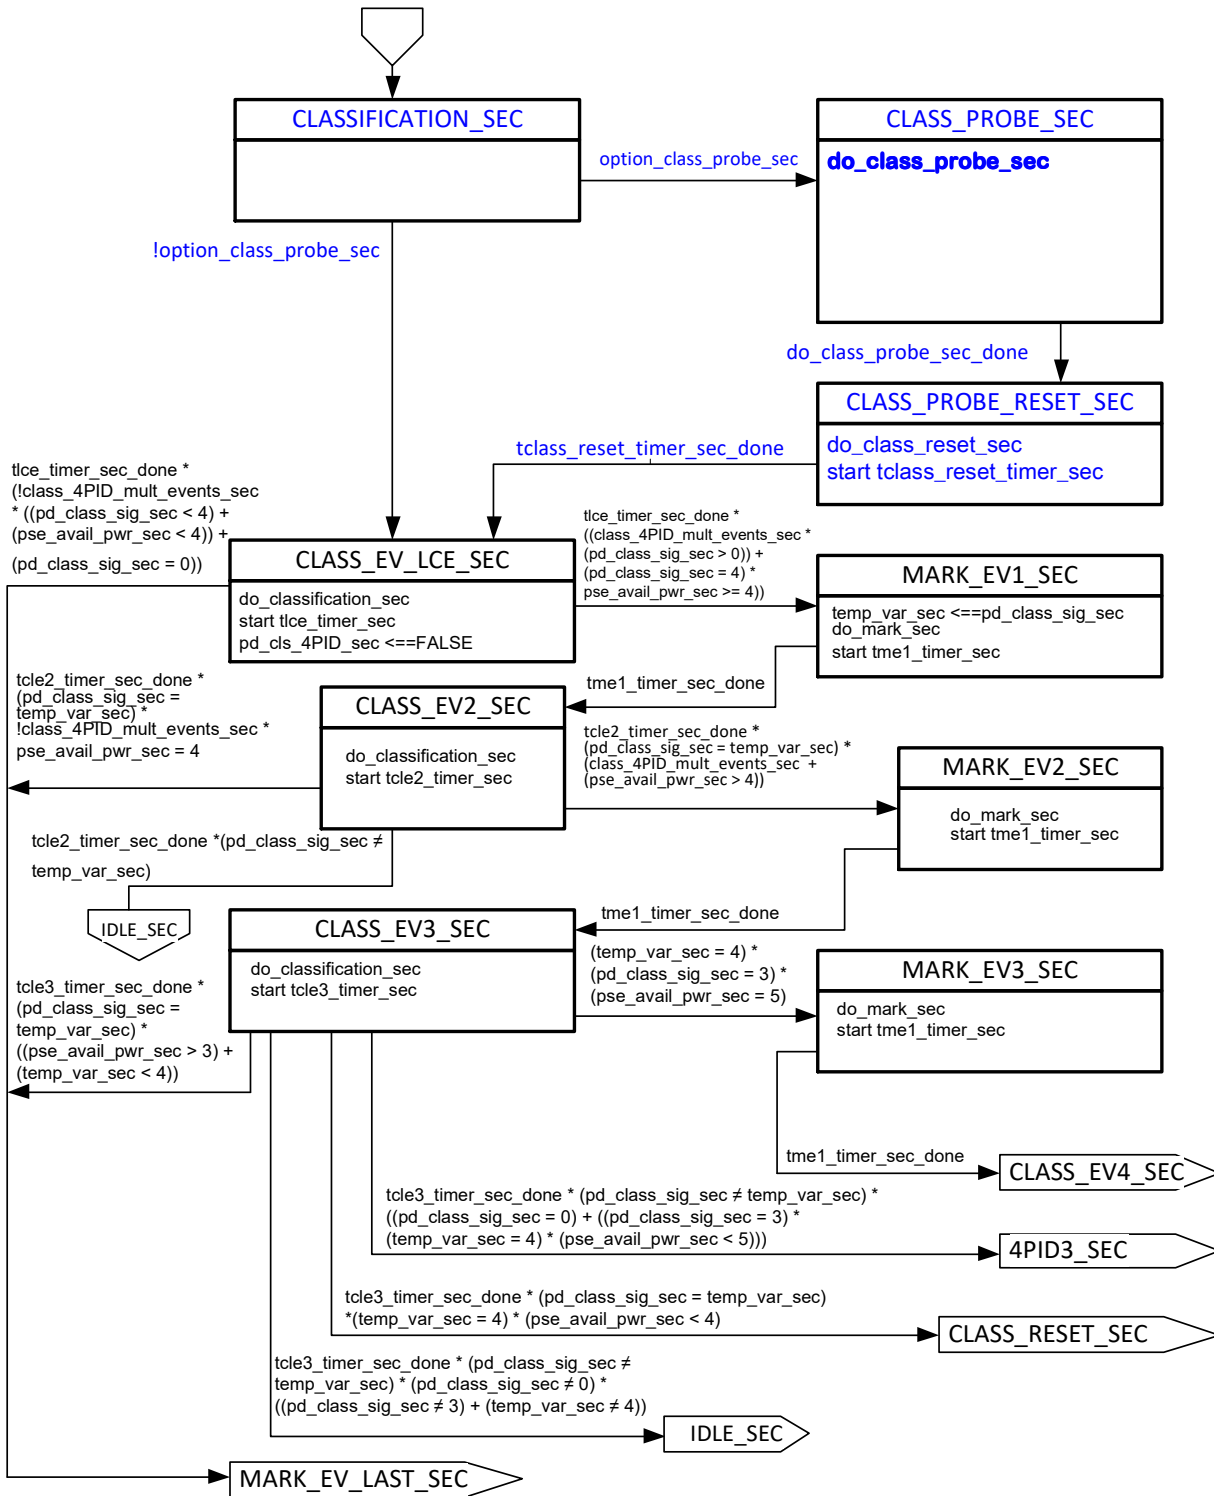 CLASSIFICATION_SEC
CLASS_PROBE_SEC
do_class_probe_sec
option_class_probe_sec
!option_class_probe_sec
do_class_probe_sec_done
CLASS_PROBE_RESET_SEC
do_class_reset_sec
start tclass_reset_timer_sec
tclass_reset_timer_sec_done
tlce_timer_sec_done *
(!class_4PID_mult_events_sec
* ((pd_class_sig_sec < 4) +
(pse_avail_pwr_sec < 4)) +
(pd_class_sig_sec = 0))
CLASS_EV_LCE_SEC
do_classification_sec
start tlce_timer_sec
pd_cls_4PID_sec <==FALSE
tlce_timer_sec_done *
((class_4PID_mult_events_sec *
(pd_class_sig_sec > 0)) +
(pd_class_sig_sec = 4) *
pse_avail_pwr_sec >= 4))
MARK_EV1_SEC
temp_var_sec <==pd_class_sig_sec
do_mark_sec
start tme1_timer_sec
tme1_timer_sec_done
tcle2_timer_sec_done *
(pd_class_sig_sec =
temp_var_sec) *
!class_4PID_mult_events_sec *
pse_avail_pwr_sec = 4
CLASS_EV2_SEC
do_classification_sec
start tcle2_timer_sec
tcle2_timer_sec_done *
(pd_class_sig_sec = temp_var_sec) *
(class_4PID_mult_events_sec +
(pse_avail_pwr_sec > 4))
MARK_EV2_SEC
do_mark_sec
start tme1_timer_sec
tcle2_timer_sec_done *(pd_class_sig_sec ≠
temp_var_sec)
IDLE_SEC
tme1_timer_sec_done
CLASS_EV3_SEC
do_classification_sec
start tcle3_timer_sec
tcle3_timer_sec_done *
(pd_class_sig_sec =
temp_var_sec) *
((pse_avail_pwr_sec > 3) +
(temp_var_sec < 4))
(temp_var_sec = 4) *
(pd_class_sig_sec = 3) *
(pse_avail_pwr_sec = 5)
MARK_EV3_SEC
do_mark_sec
start tme1_timer_sec
tme1_timer_sec_done
CLASS_EV4_SEC
tcle3_timer_sec_done * (pd_class_sig_sec ≠ temp_var_sec) *
((pd_class_sig_sec = 0) + ((pd_class_sig_sec = 3) *
(temp_var_sec = 4) * (pse_avail_pwr_sec < 5)))
4PID3_SEC
tcle3_timer_sec_done * (pd_class_sig_sec = temp_var_sec)
*(temp_var_sec = 4) * (pse_avail_pwr_sec < 4)
CLASS_RESET_SEC
tcle3_timer_sec_done * (pd_class_sig_sec ≠
temp_var_sec) * (pd_class_sig_sec ≠ 0) *
((pd_class_sig_sec ≠ 3) + (temp_var_sec ≠ 4))
IDLE_SEC
MARK_EV_LAST_SEC